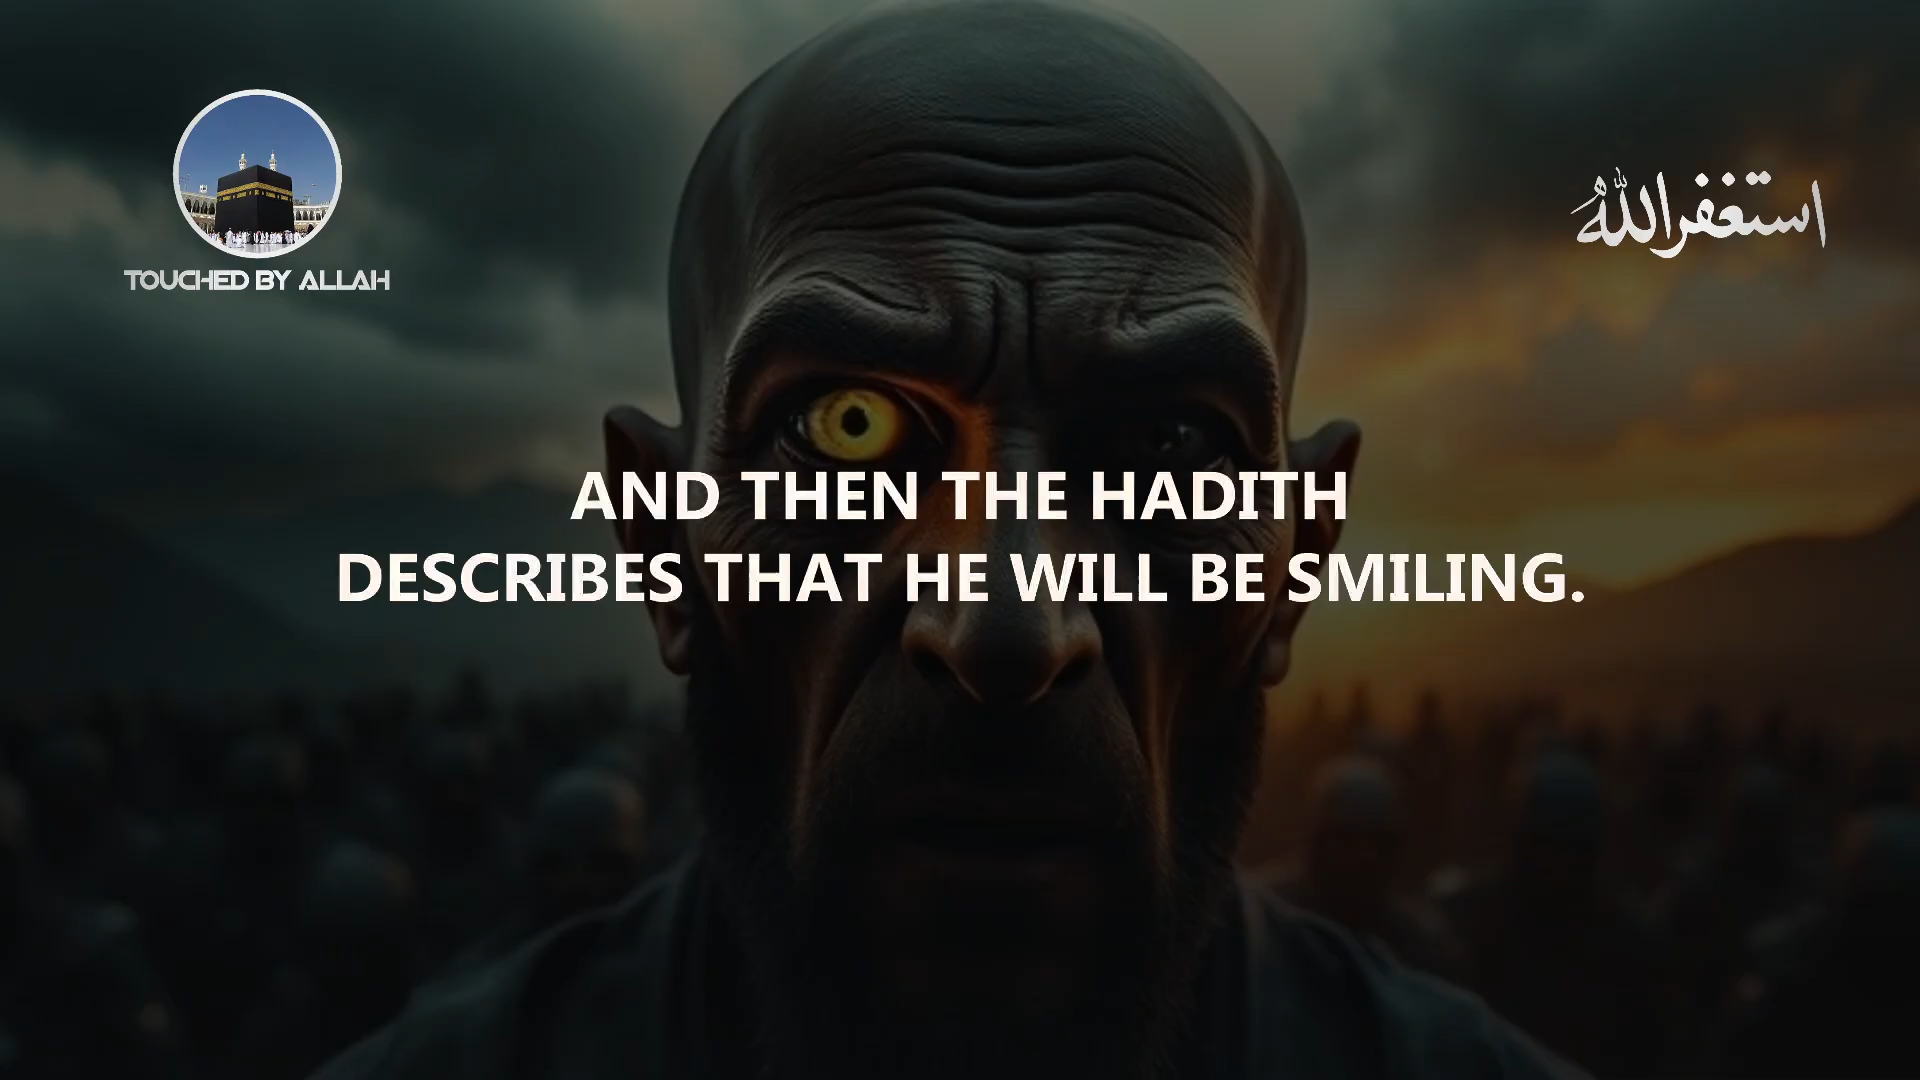 TOUCHED BY ALLAH
استغفرالله
AND THEN THE HADITH
DESCRIBES THAT HE WILL BE SMILING.